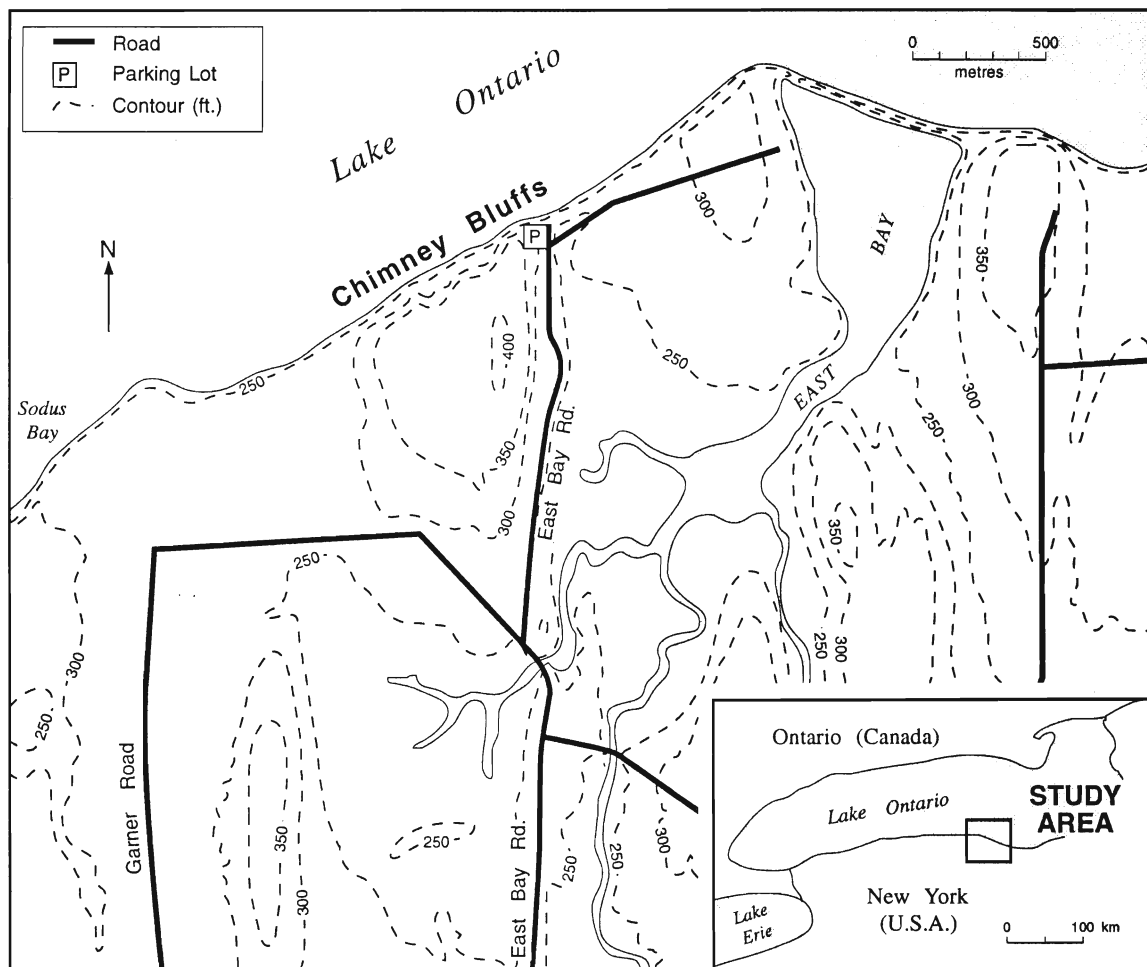 Road
P
Parking Lot
Contour (ft.)
0
500
metres
Lake Ontario
Chimney Bluffs
P
N
300
BAY
350
400
250
250
EAST
Sodus
Bay
300
250
350
East Bay Rd.
300
350
250
300
250
300
250
Garner Road
350
300
250
East Bay Rd.
250
250
300
Ontario (Canada)
Lake Ontario
STUDY
AREA
New York
(U.S.A.)
Lake
Erie
0
100 km